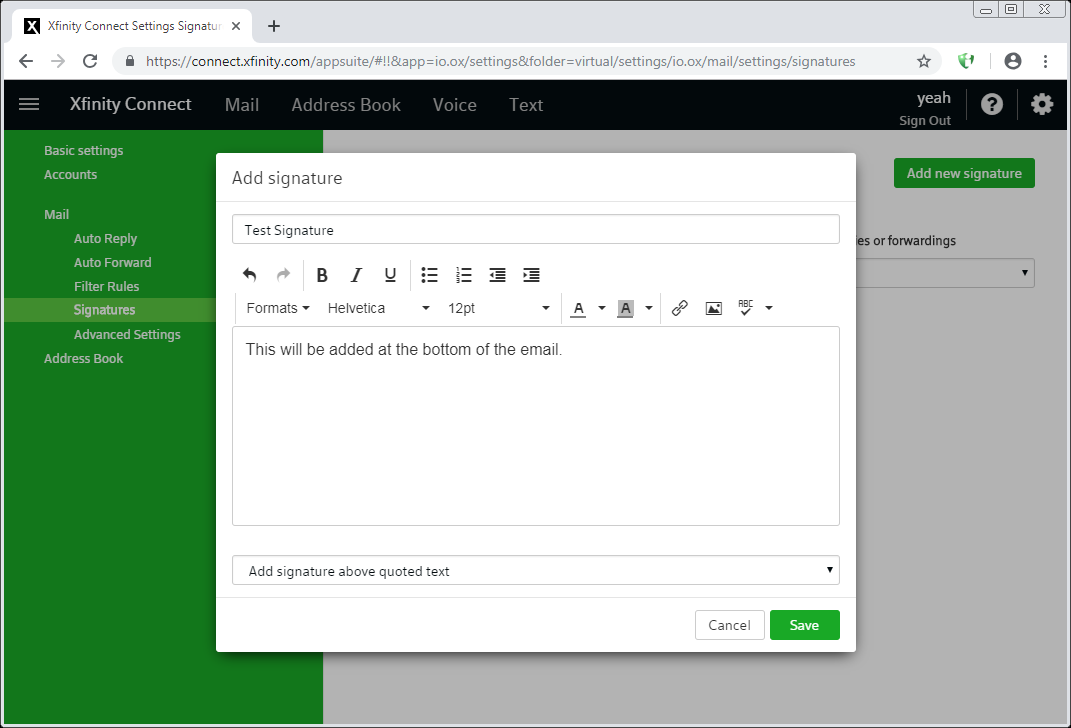 X Xfinity Connect Settings Signatur
https://connect.xfinity.com/appsuite/#!!&app=io.ox/settings&folder=virtual/settings/io.ox/mail/settings/signatures
Xfinity Connect Mail Address Book Voice Text yeah
Sign Out
Basic settings
Accounts
Mail
Auto Reply
Auto Forward
Filter Rules
Signatures
Advanced Settings
Address Book
Add new signature
ies or forwardings
Add signature
Test Signature
B I U
Formats Helvetica 12pt A A ABC
This will be added at the bottom of the email.
Add signature above quoted text
Cancel Save